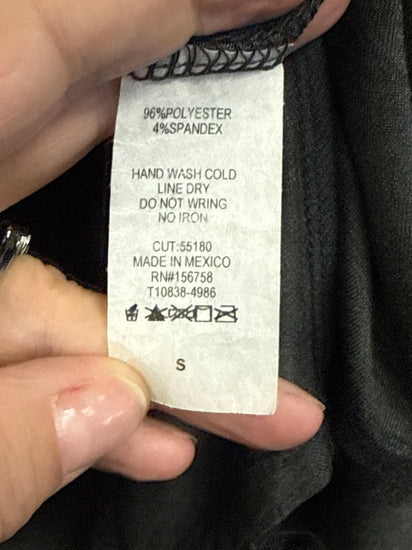 96%POLYESTER
4%SPANDEX
HAND WASH COLD
LINE DRY
DO NOT WRING
NO IRON
CUT:55180
MADE IN MEXICO
RN#156758
T10838-4986
S